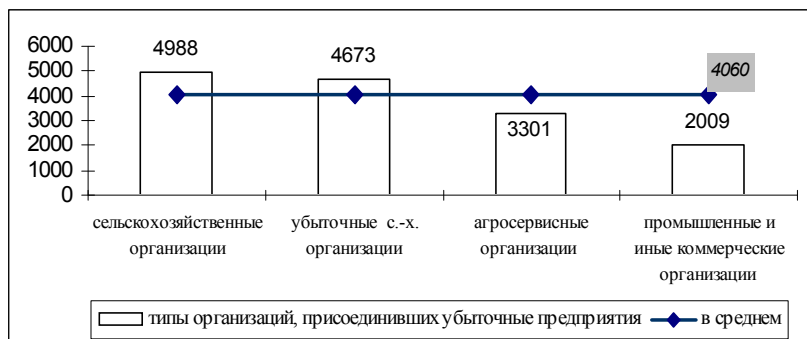 6000
5000
4000
3000
2000
1000
0
4988
4673
3301
2009
4060
сельскохозяйственные
организации
убыточные с.-х.
организации
агросервисные
организации
промышленные и
иные коммерческие
организации
типы организаций, присоединивших убыточные предприятия
в среднем